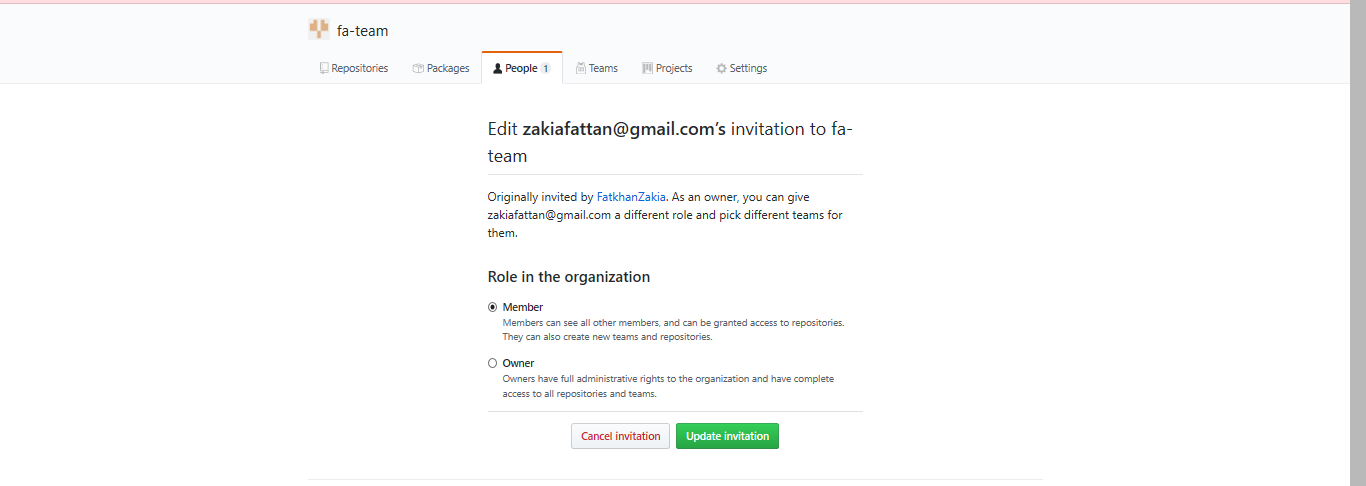 fa-team
Repositories Packages People 1 Teams Projects Settings
Edit zakiafattan@gmail.com’s invitation to fa-
team
Originally invited by FatkhanZakia. As an owner, you can give
zakiafattan@gmail.com a different role and pick different teams for
them.
Role in the organization
Member
Members can see all other members, and can be granted access to repositories.
They can also create new teams and repositories.
Owner
Owners have full administrative rights to the organization and have complete
access to all repositories and teams.
Cancel invitation Update invitation